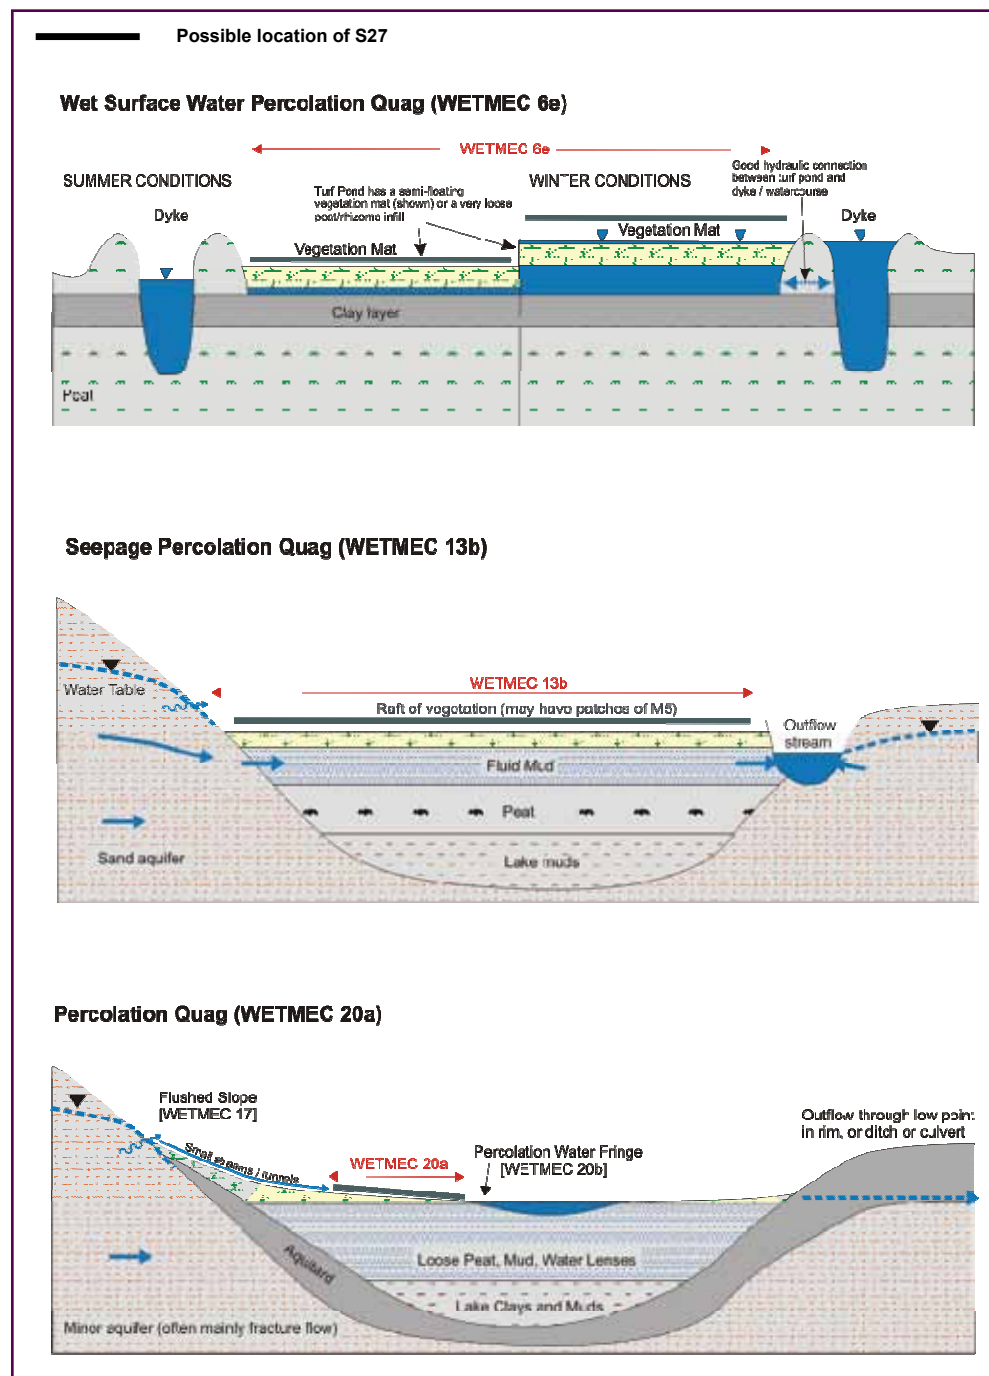 Possible location of S27
Wet Surface Water Percolation Quag (WETMEC 6e)
WETMEC 6e
SUMMER CONDITIONS
WINTER CONDITIONS
Good hydraulic connection
between turf pond and
dyke / watercourse
Turf Pond has a semi-floating
vegetation mat (shown) or a very loose
peat/rhizome infill
Dyke
Dyke
Vegetation Mat
Vegetation Mat
Clay layer
Peat
Seepage Percolation Quag (WETMEC 13b)
WETMEC 13b
Water Table
Raft of vegetation (may have patches of M5)
Outflow
stream
Fluid Mud
Peat
Sand aquifer
Lake muds
Percolation Quag (WETMEC 20a)
Flushed Slope
[WETMEC 17]
Small streams / runnels
WETMEC 20a
Percolation Water Fringe
[WETMEC 20b]
Outflow through low point
in rim, or ditch or culvert
Aquitard
Loose Peat, Mud, Water Lenses
Lake Clays and Muds
Minor aquifer (often mainly fracture flow)